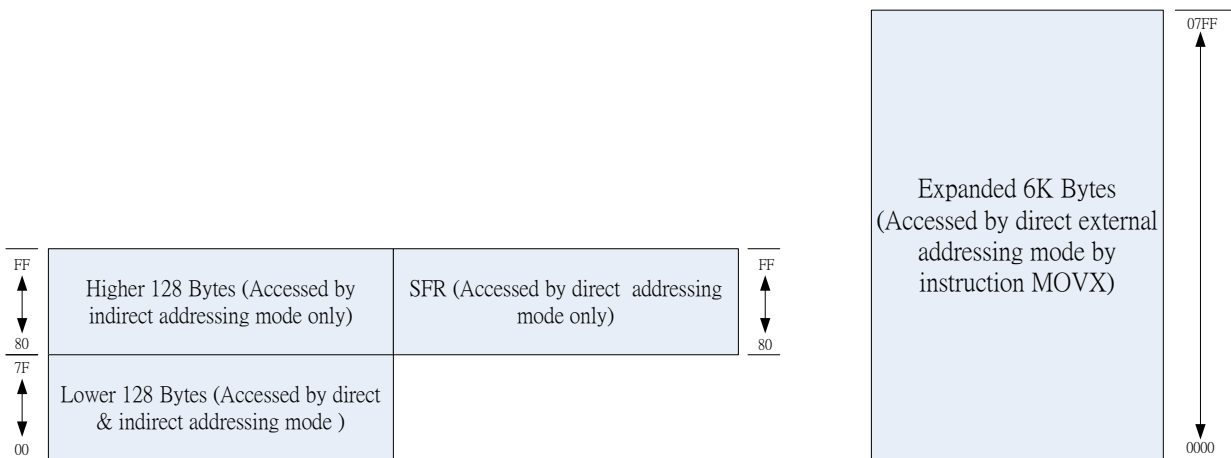 07FF
Expanded 6K Bytes
(Accessed by direct external
addressing mode by
instruction MOVX)
0000
FF
Higher 128 Bytes (Accessed by
indirect addressing mode only)
80
SFR (Accessed by direct addressing
mode only)
FF
80
7F
Lower 128 Bytes (Accessed by direct
& indirect addressing mode )
00